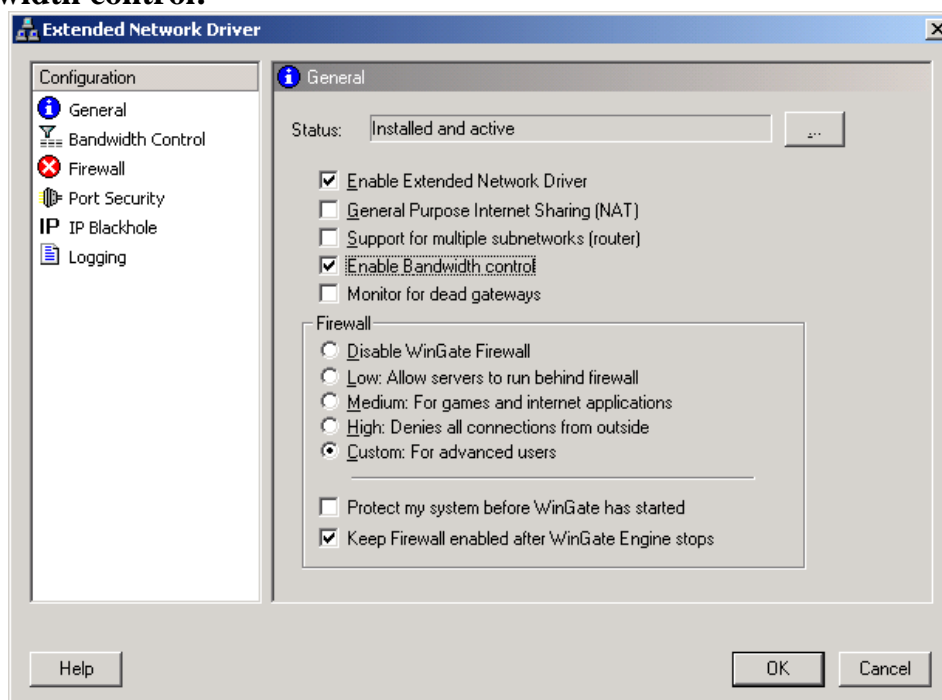 width control.
Extended Network Driver
Configuration
General
Bandwidth Control
Firewall
Port Security
IP IP Blackhole
Logging
General
Status: Installed and active ...
Enable Extended Network Driver
General Purpose Internet Sharing (NAT)
Support for multiple subnetworks (router)
Enable Bandwidth control
Monitor for dead gateways
Firewall
Disable WinGate Firewall
Low: Allow servers to run behind firewall
Medium: For games and internet applications
High: Denies all connections from outside
Custom: For advanced users
Protect my system before WinGate has started
Keep Firewall enabled after WinGate Engine stops
Help OK Cancel